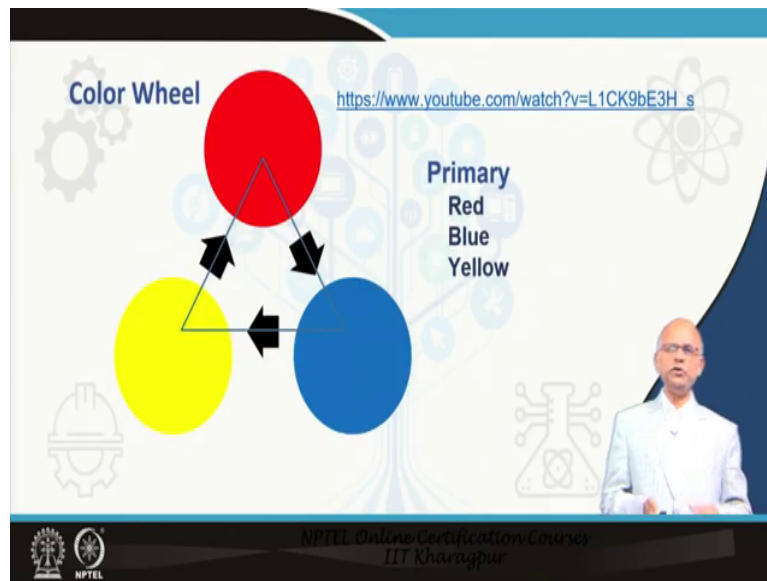 Color Wheel
https://www.youtube.com/watch?v=L1CK9bE3H_s
Primary
Red
Blue
Yellow
NPTEL Online Certification Courses
IIT Kharagpur
NPTEL